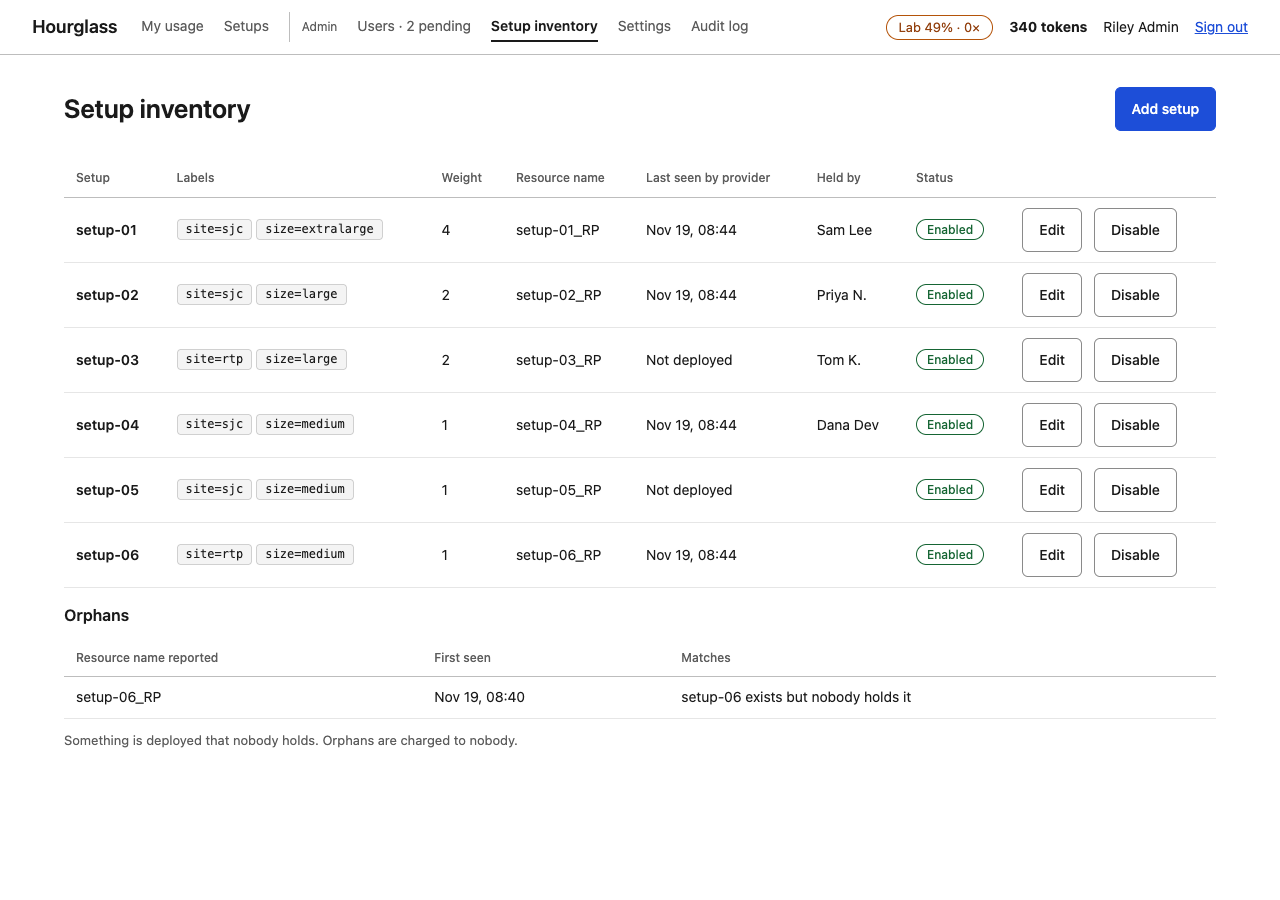 Hourglass My usage Setups Admin Users · 2 pending Setup inventory Settings Audit log Lab 49% · 0× 340 tokens Riley Admin Sign out
Setup inventory Add setup
Setup Labels Weight Resource name Last seen by provider Held by Status
setup-01 site=sjc size=extralarge 4 setup-01_RP Nov 19, 08:44 Sam Lee Enabled Edit Disable
setup-02 site=sjc size=large 2 setup-02_RP Nov 19, 08:44 Priya N. Enabled Edit Disable
setup-03 site=rtp size=large 2 setup-03_RP Not deployed Tom K. Enabled Edit Disable
setup-04 site=sjc size=medium 1 setup-04_RP Nov 19, 08:44 Dana Dev Enabled Edit Disable
setup-05 site=sjc size=medium 1 setup-05_RP Not deployed Enabled Edit Disable
setup-06 site=rtp size=medium 1 setup-06_RP Nov 19, 08:44 Enabled Edit Disable
Orphans
Resource name reported First seen Matches
setup-06_RP Nov 19, 08:40 setup-06 exists but nobody holds it
Something is deployed that nobody holds. Orphans are charged to nobody.